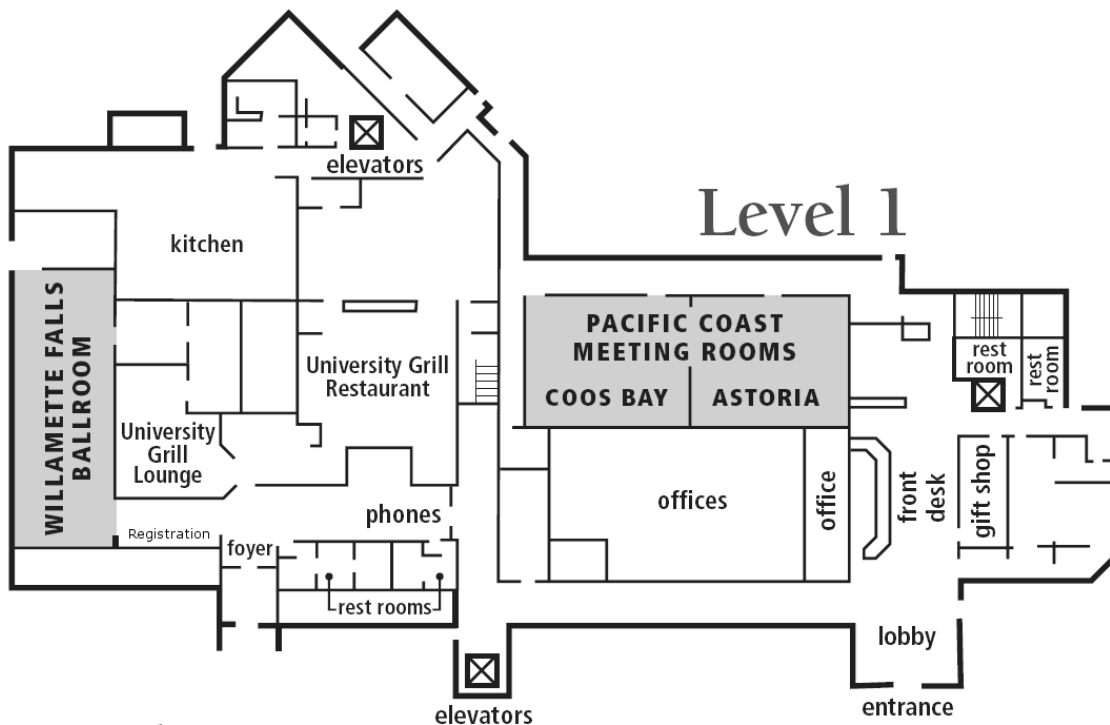 elevators
Level 1
kitchen
WILLAMETTE FALLS
BALLROOM
PACIFIC COAST
MEETING ROOMS
COOS BAY
ASTORIA
rest
room
rest
room
University Grill
Restaurant
University
Grill
Lounge
offices
office
front
desk
gift shop
phones
Registration
foyer
rest rooms
lobby
entrance
elevators